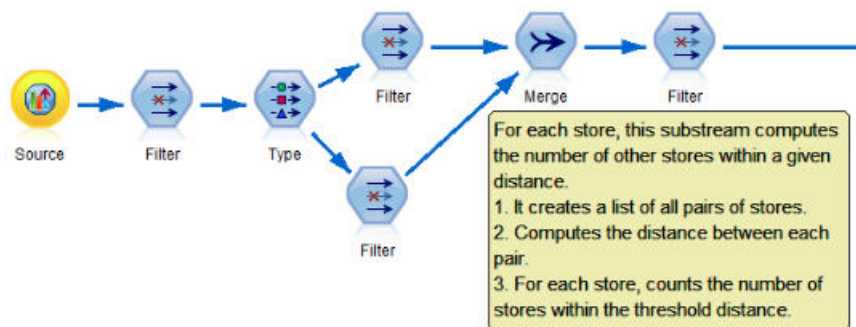 Filter
Merge
Filter
Source
Filter
Type
Filter
For each store, this substream computes
the number of other stores within a given
distance.
1. It creates a list of all pairs of stores.
2. Computes the distance between each
pair.
3. For each store, counts the number of
stores within the threshold distance.